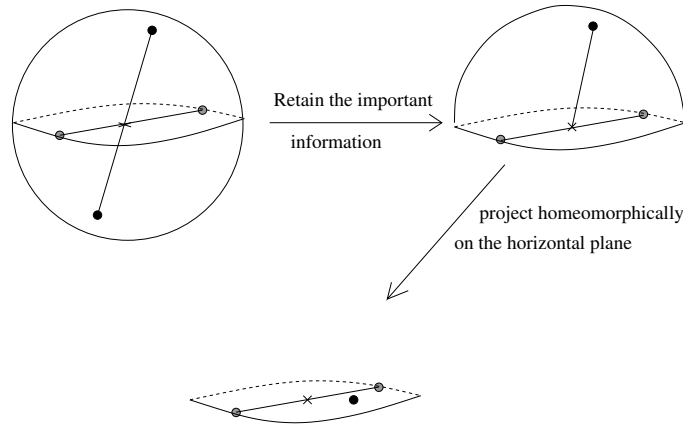 Retain the important
information
project homeomorphically
on the horizontal plane